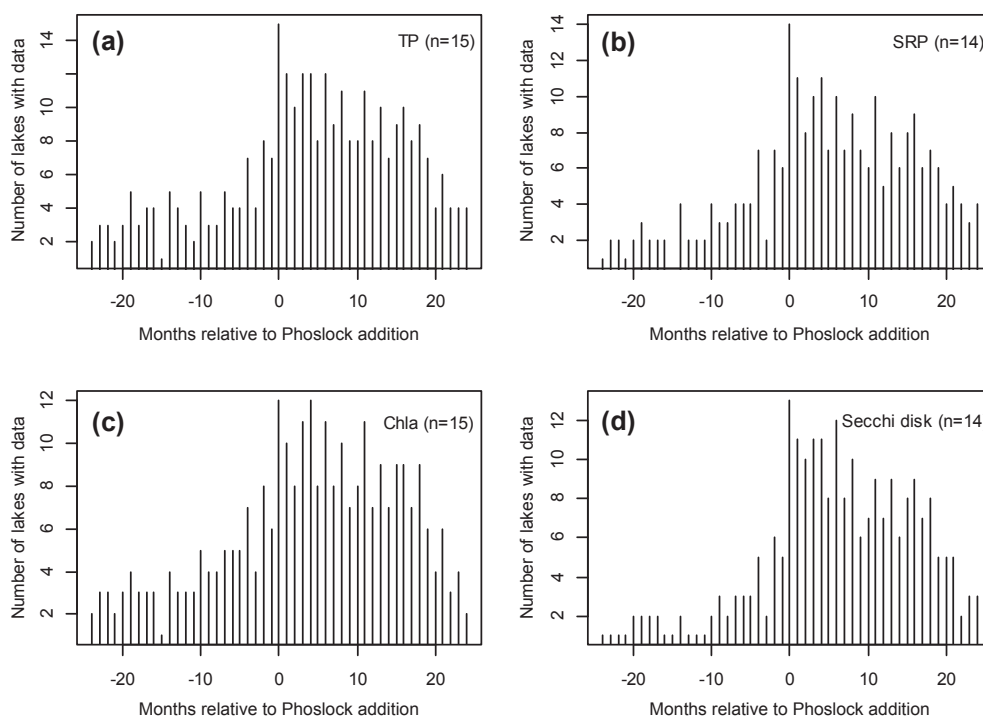 (a)
TP (n=15)
Number of lakes with data
2 4 6 8 10 14
-20 -10 0 10 20
Months relative to Phoslock addition
(b)
SRP (n=14)
Number of lakes with data
2 4 6 8 10 12 14
-20 -10 0 10 20
Months relative to Phoslock addition
(c)
Chla (n=15)
Number of lakes with data
2 4 6 8 10 12
-20 -10 0 10 20
Months relative to Phoslock addition
(d)
Secchi disk (n=14
Number of lakes with data
2 4 6 8 10 12
-20 -10 0 10 20
Months relative to Phoslock addition